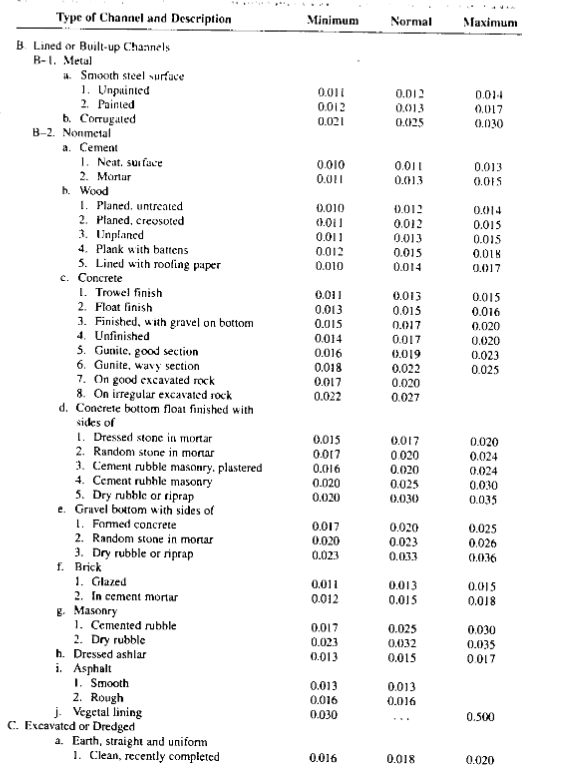 Type of Channel and Description Minimum Normal Maximum
B. Lined or Built-up Channels
B-1. Metal
a. Smooth steel surface
1. Unpainted 0.011 0.012 0.014
2. Painted 0.012 0.013 0.017
b. Corrugated 0.021 0.025 0.030
B-2. Nonmetal
a. Cement
1. Neat, surface 0.010 0.011 0.013
2. Mortar 0.011 0.013 0.015
b. Wood
1. Planed, untreated 0.010 0.012 0.014
2. Planed, creosoted 0.011 0.012 0.015
3. Unplaned 0.011 0.013 0.015
4. Plank with battens 0.012 0.015 0.018
5. Lined with roofing paper 0.010 0.014 0.017
c. Concrete
1. Trowel finish 0.011 0.013 0.015
2. Float finish 0.013 0.015 0.016
3. Finished, with gravel on bottom 0.015 0.017 0.020
4. Unfinished 0.014 0.017 0.020
5. Gunite, good section 0.016 0.019 0.023
6. Gunite, wavy section 0.018 0.022 0.025
7. On good excavated rock 0.017 0.020
8. On irregular excavated rock 0.022 0.027
d. Concrete bottom float finished with
sides of
1. Dressed stone in mortar 0.015 0.017 0.020
2. Random stone in mortar 0.017 0.020 0.024
3. Cement rubble masonry, plastered 0.016 0.020 0.024
4. Cement rubble masonry 0.020 0.025 0.030
5. Dry rubble or riprap 0.020 0.030 0.035
e. Gravel bottom with sides of
1. Formed concrete 0.017 0.020 0.025
2. Random stone in mortar 0.020 0.023 0.026
3. Dry rubble or riprap 0.023 0.033 0.036
f. Brick
1. Glazed 0.011 0.013 0.015
2. In cement mortar 0.012 0.015 0.018
g. Masonry
1. Cemented rubble 0.017 0.025 0.030
2. Dry rubble 0.023 0.032 0.035
h. Dressed ashlar 0.013 0.015 0.017
i. Asphalt
1. Smooth 0.013 0.013
2. Rough 0.016 0.016
j. Vegetal lining 0.030 ... 0.500
C. Excavated or Dredged
a. Earth, straight and uniform
1. Clean, recently completed 0.016 0.018 0.020